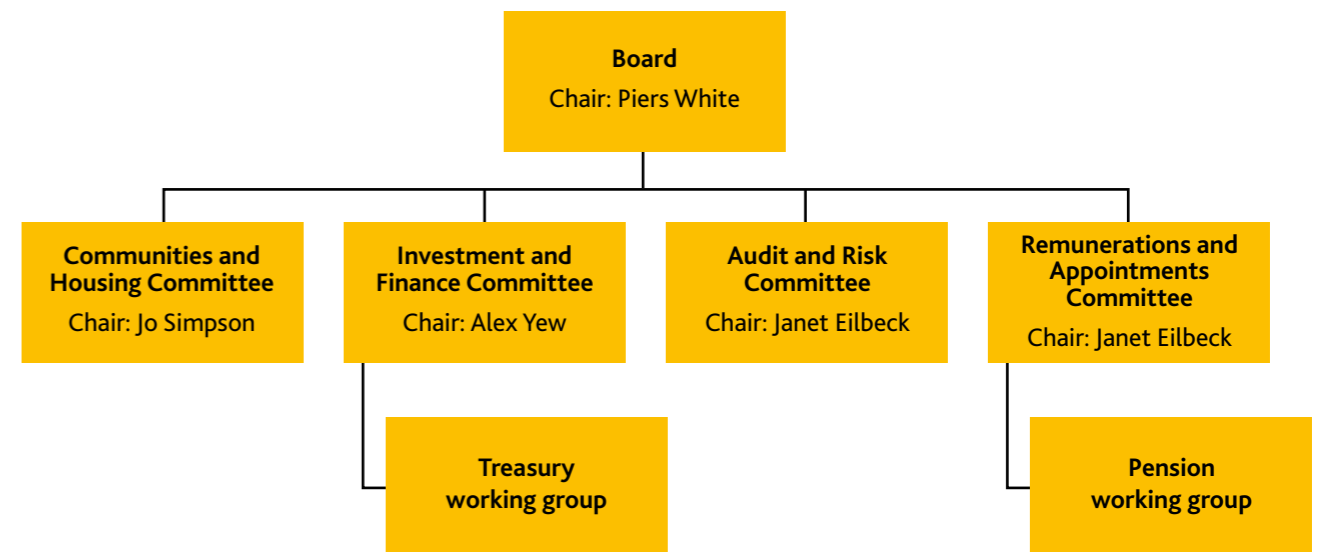 Board
Chair: Piers White
Communities and
Housing Committee
Chair: Jo Simpson
Investment and
Finance Committee
Chair: Alex Yew
Audit and Risk
Committee
Chair: Janet Eilbeck
Remunerations and
Appointments
Committee
Chair: Janet Eilbeck
Treasury
working group
Pension
working group